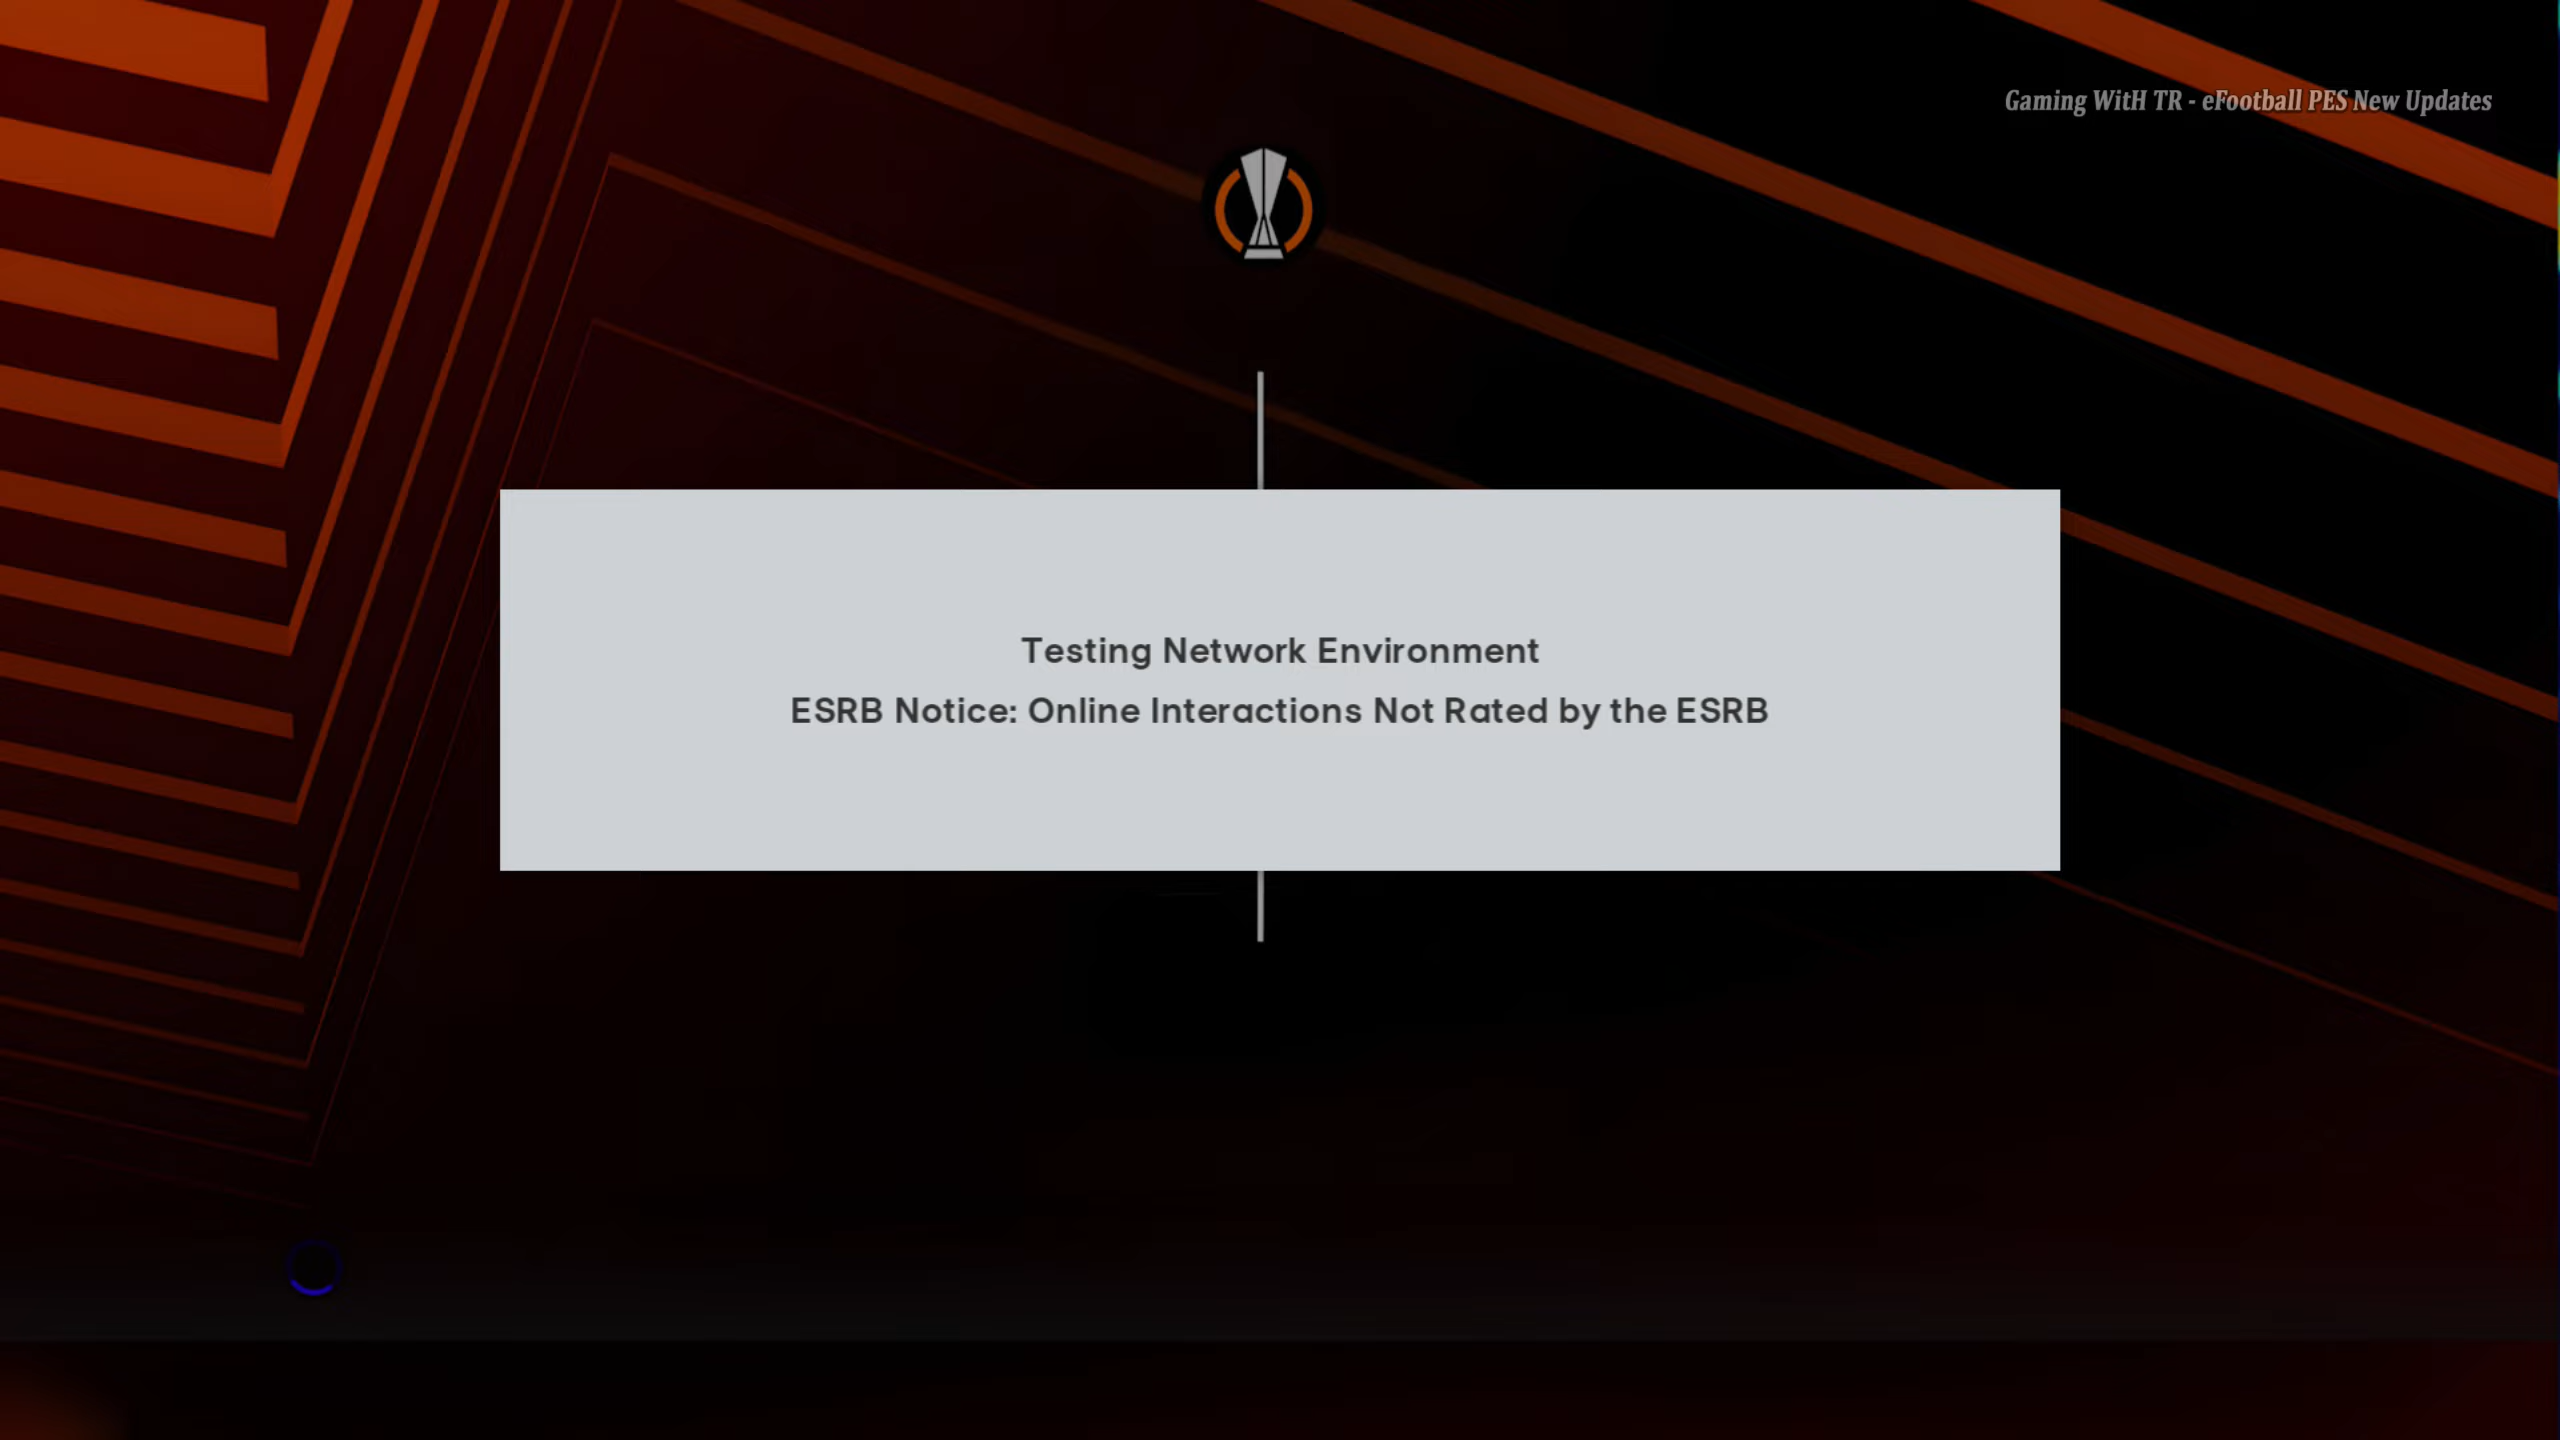 Gaming WitH TR - eFootball PES New Updates
Testing Network Environment
ESRB Notice: Online Interactions Not Rated by the ESRB